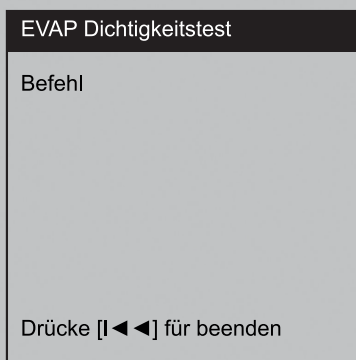 EVAP Dichtigkeitstest
Befehl
Drücke [I◄◄] für beenden